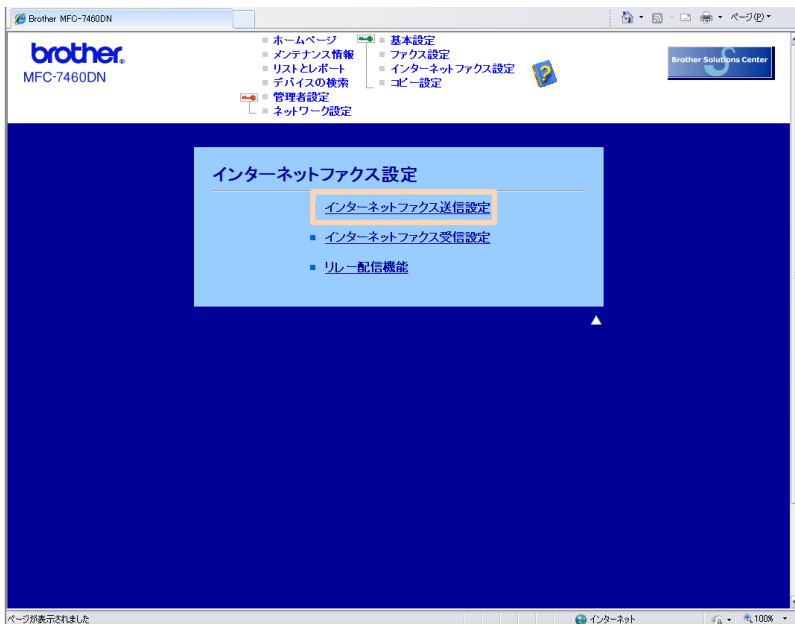 Brother MFC-7460DN
ページ(P)
brother
MFC-7460DN
ホームページ
メンテナンス情報
リストとレポート
デバイスの検索
管理者設定
ネットワーク設定
基本設定
ファクス設定
インターネットファクス設定
コピー設定
Brother Solutions Center
インターネットファクス設定
インターネットファクス送信設定
インターネットファクス受信設定
リレー配信機能
ページが表示されました
インターネット
100%